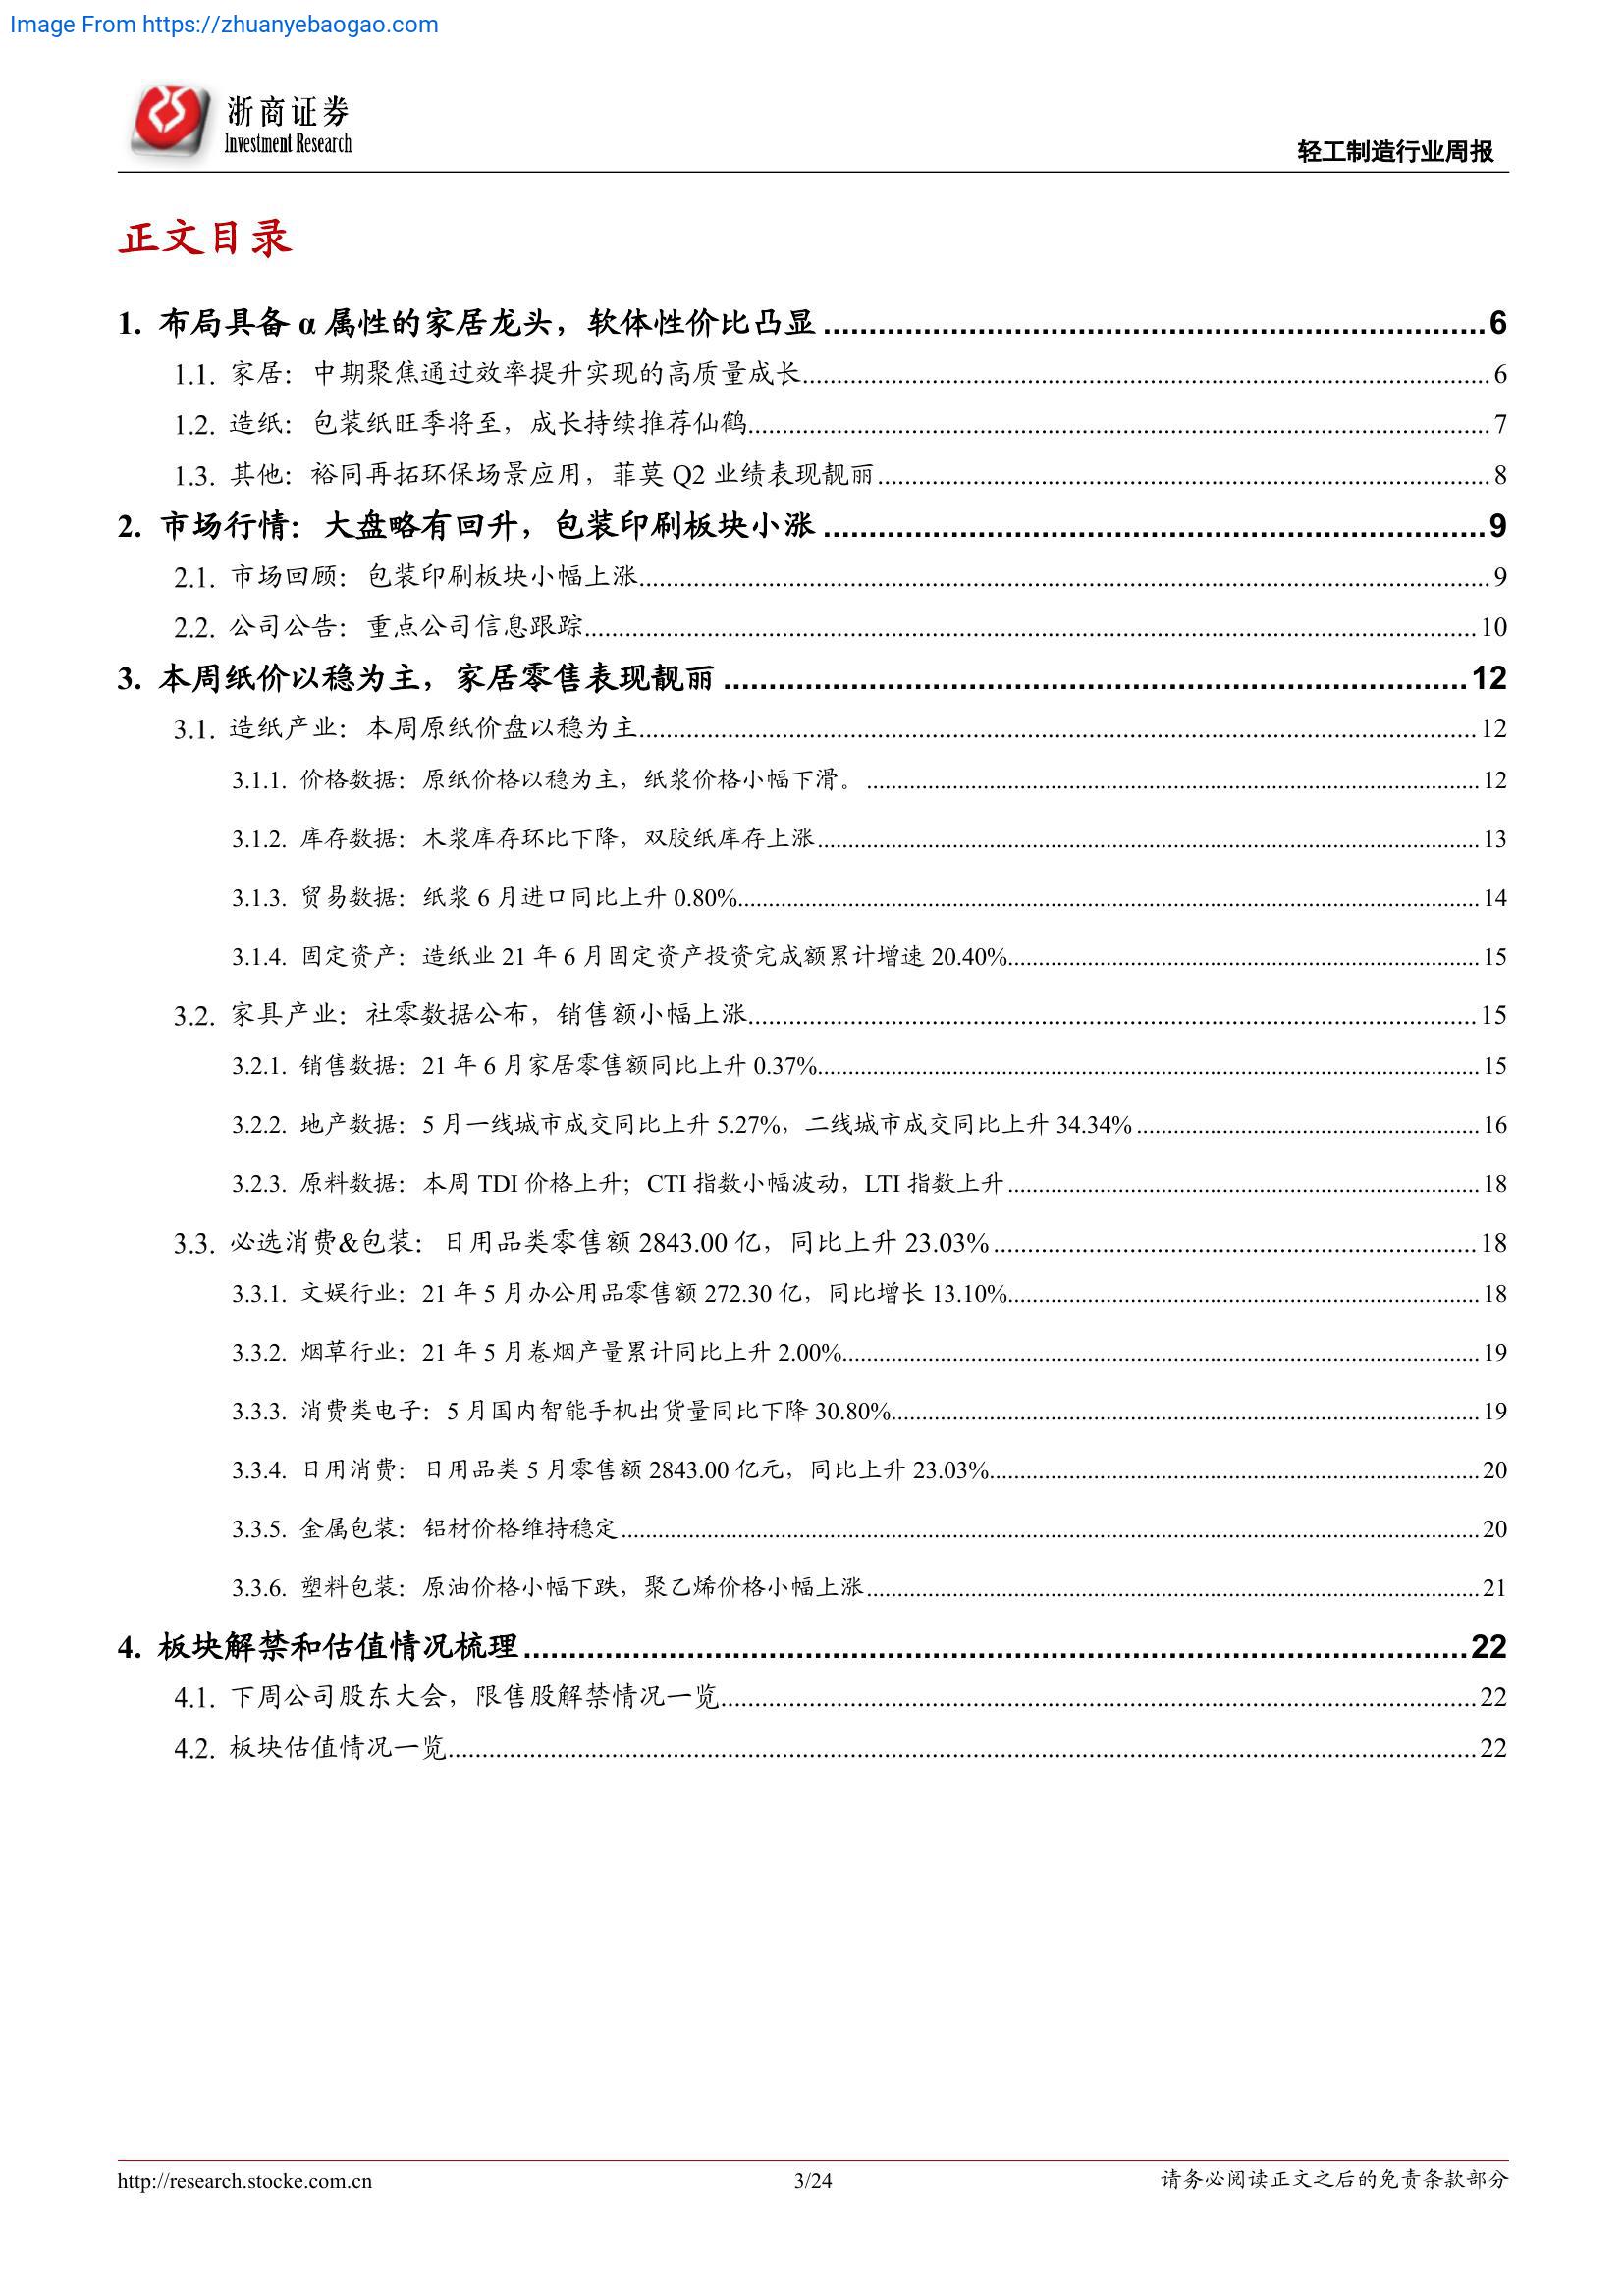 Image From https://zhuanyebaogao.com
浙商证券
Investment Research
轻工制造行业周报
正文目录
1. 布局具备 α 属性的家居龙头，软体性价比凸显 ........ 6
1.1. 家居：中期聚焦通过效率提升实现的高质量成长 ........ 6
1.2. 造纸：包装纸旺季将至，成长持续推荐仙鹤 ........ 7
1.3. 其他：裕同再拓环保场景应用，菲莫 Q2 业绩表现靓丽 ........ 8
2. 市场行情：大盘略有回升，包装印刷板块小涨 ........ 9
2.1. 市场回顾：包装印刷板块小幅上涨 ........ 9
2.2. 公司公告：重点公司信息跟踪 ........ 10
3. 本周纸价以稳为主，家居零售表现靓丽 ........ 12
3.1. 造纸产业：本周原纸价盘以稳为主 ........ 12
3.1.1. 价格数据：原纸价格以稳为主，纸浆价格小幅下滑。 ........ 12
3.1.2. 库存数据：木浆库存环比下降，双胶纸库存上涨 ........ 13
3.1.3. 贸易数据：纸浆 6 月进口同比上升 0.80% ........ 14
3.1.4. 固定资产：造纸业 21 年 6 月固定资产投资完成额累计增速 20.40% ........ 15
3.2. 家具产业：社零数据公布，销售额小幅上涨 ........ 15
3.2.1. 销售数据：21 年 6 月家居零售额同比上升 0.37% ........ 15
3.2.2. 地产数据：5 月一线城市成交同比上升 5.27%，二线城市成交同比上升 34.34% ........ 16
3.2.3. 原料数据：本周 TDI 价格上升；CTI 指数小幅波动，LTI 指数上升 ........ 18
3.3. 必选消费&包装：日用品类零售额 2843.00 亿，同比上升 23.03% ........ 18
3.3.1. 文娱行业：21 年 5 月办公用品零售额 272.30 亿，同比增长 13.10% ........ 18
3.3.2. 烟草行业：21 年 5 月卷烟产量累计同比上升 2.00% ........ 19
3.3.3. 消费类电子：5 月国内智能手机出货量同比下降 30.80% ........ 19
3.3.4. 日用消费：日用品类 5 月零售额 2843.00 亿元，同比上升 23.03% ........ 20
3.3.5. 金属包装：铝材价格维持稳定 ........ 20
3.3.6. 塑料包装：原油价格小幅下跌，聚乙烯价格小幅上涨 ........ 21
4. 板块解禁和估值情况梳理 ........ 22
4.1. 下周公司股东大会，限售股解禁情况一览 ........ 22
4.2. 板块估值情况一览 ........ 22
http://research.stocke.com.cn
3/24
请务必阅读正文之后的免责条款部分